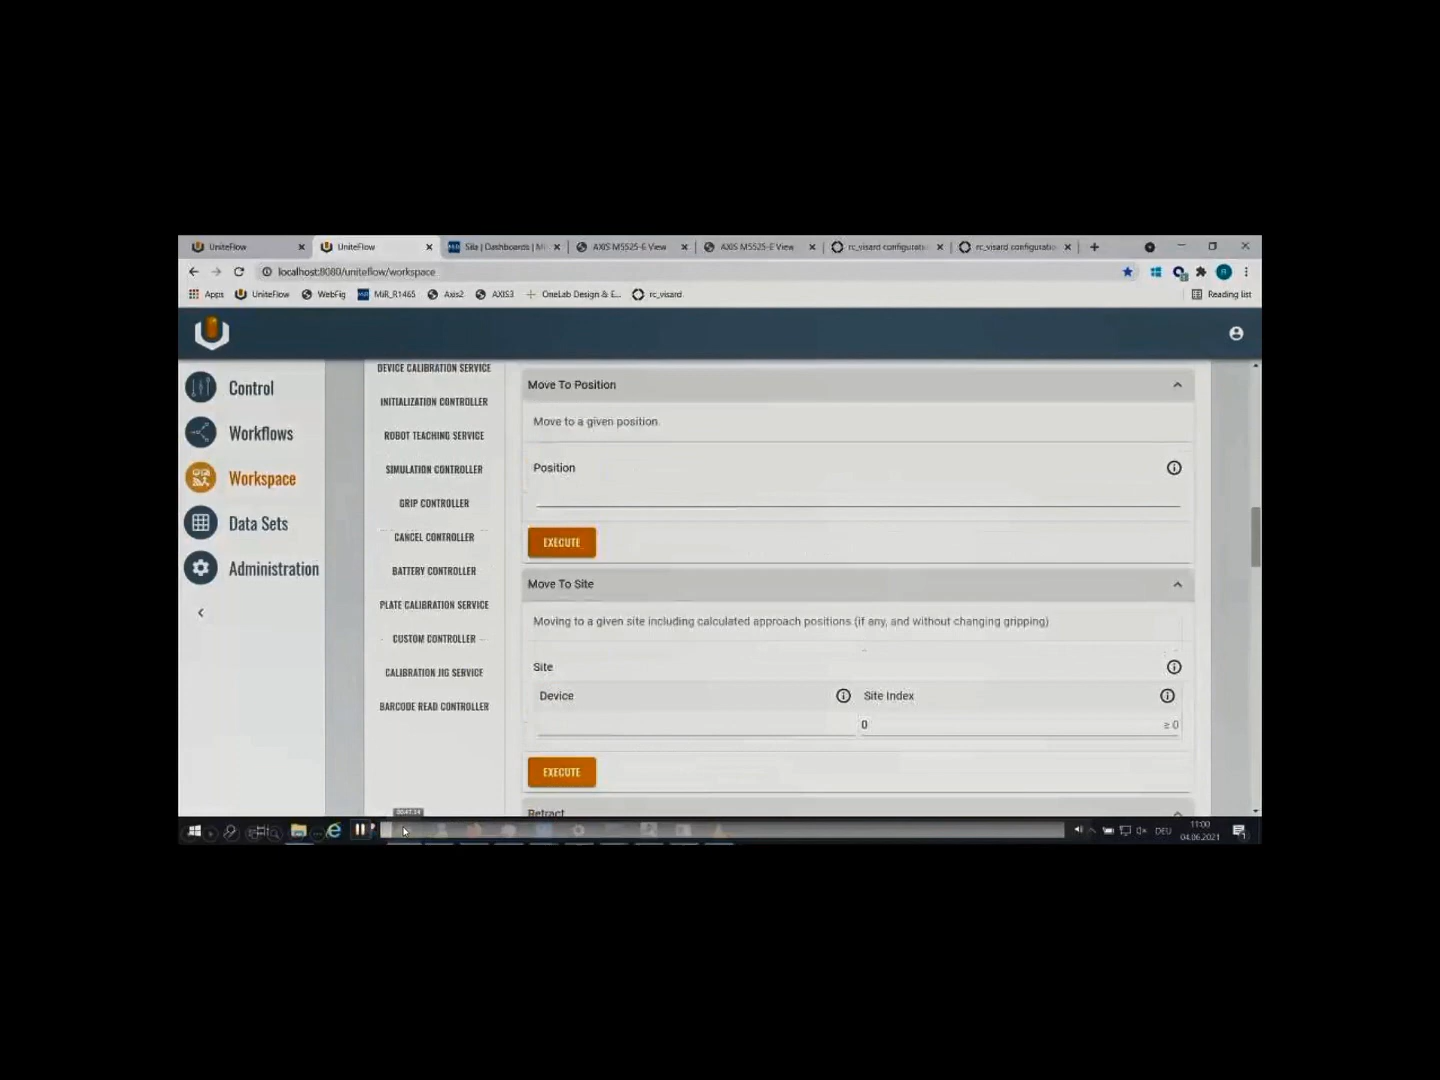 UniteFlow
UniteFlow
Site | Dashboards | M
AXIS M5525-E View
AXIS M5525-E View
rc_visard configuratio
rc_visard configuratio
localhost:8080/uniteflow/workspace
Apps
UniteFlow
WebFig
MiR_R1465
Axis2
AXIS3
OneLab Design & E...
rc_visard
Reading list
Control
Workflows
Workspace
Data Sets
Administration
DEVICE CALIBRATION SERVICE
INITIALIZATION CONTROLLER
ROBOT TEACHING SERVICE
SIMULATION CONTROLLER
GRIP CONTROLLER
CANCEL CONTROLLER
BATTERY CONTROLLER
PLATE CALIBRATION SERVICE
CUSTOM CONTROLLER
CALIBRATION JIG SERVICE
BARCODE READ CONTROLLER
Move To Position
Move to a given position
Position
EXECUTE
Move To Site
Moving to a given site including calculated approach positions (if any, and without changing gripping)
Site
Device
Site Index
0
≥ 0
EXECUTE
Retract
DEU
11:00
04.06.2021